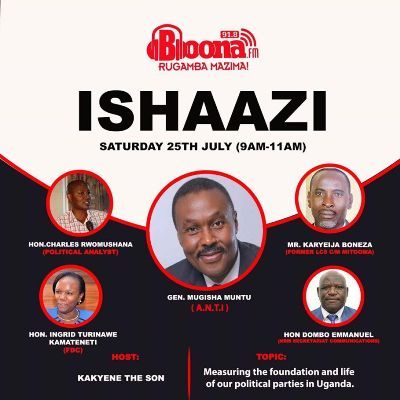 91.8
Boona.FM
RUGAMBA MAZIMA!
ISHAAZI
SATURDAY 25TH JULY (9AM-11AM)
HON.CHARLES RWOMUSHANA
(POLITICAL ANALYST)
MR. KARYEIJA BONEZA
(FORMER LC5 C/M MITOOMA)
GEN. MUGISHA MUNTU
( A.N.T.I )
HON. INGRID TURINAWE
KAMATENETI
(FDC)
HON DOMBO EMMANUEL
(NRM SECRETARIAT COMMUNICATIONS)
HOST:
KAKYENE THE SON
TOPIC:
Measuring the foundation and life
of our political parties in Uganda.